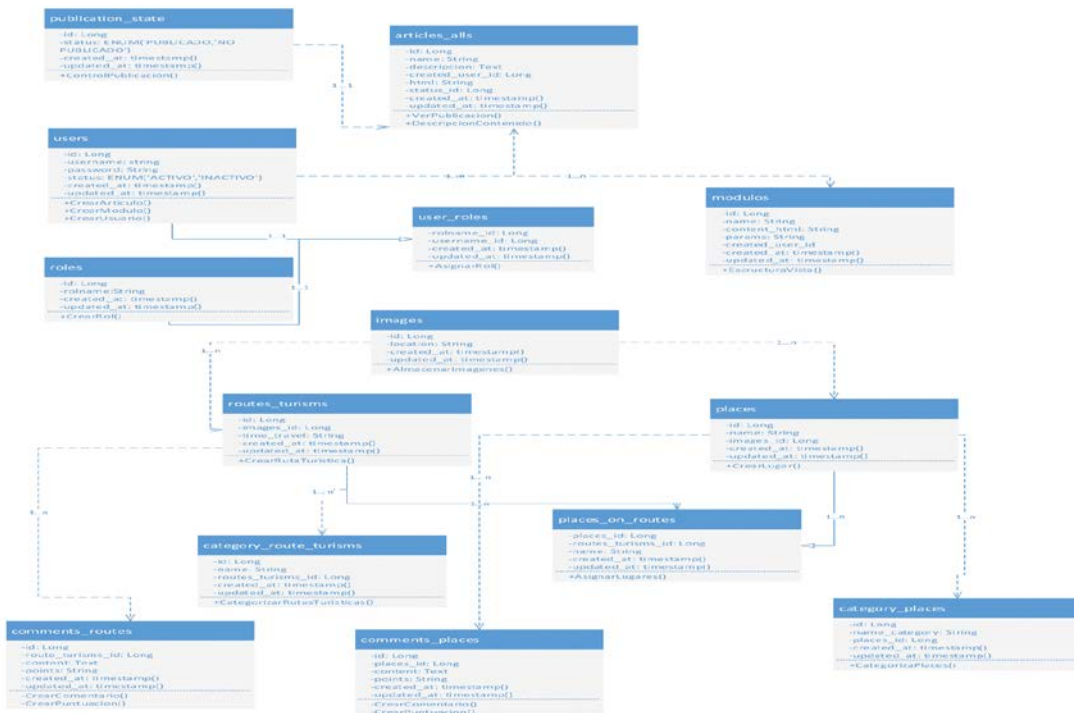 publication_state
-id: Long
-status: ENUM('PUBLICADO,'NO
PUBLICADO')
-created_at: timestamp()
-updated_at: timestamp()
+ControlPublicacion()
articles_alls
-id: Long
-name: String
-descripcion: Text
-created_user_id: Long
-html: String
-status_id: Long
-created_at: timestamp()
-updated_at: timestamp()
+VerPublicacion()
+DescripcionContenido()
1..1
users
-id: Long
-username: string
-password: String
-status: ENUM('ACTIVO','INACTIVO')
-created_at: timestamp()
-updated_at: timestamp()
+CrearArticulo()
+CrearModulo()
+CrearUsuario()
1..n
1..n
modulos
-id: Long
-name: String
-content_html: String
-params: String
-created_user_id
-created_at: timestamp()
-updated_at: timestamp()
+EscructuraVista()
user_roles
-rolname_id: Long
-username_id: Long
-created_at: timestamp()
-updated_at: timestamp()
+AsignarRol()
1..1
1..1
roles
-id: Long
-rolname:String
-created_at: timestamp()
-updated_at: timestamp()
+CrearRol()
images
-id: Long
-location: String
-created_at: timestamp()
-updated_at: timestamp()
+AlmacenarImagenes()
1..n
1..n
routes_turisms
-id: Long
-images_id: Long
-time_travel: String
-created_at: timestamp()
-updated_at: timestamp()
+CrearRutaTuristica()
places
-id: Long
-name: String
-images_id: Long
-created_at: timestamp()
-updated_at: timestamp()
+CrearLugar()
1..n
1..n
1..n
1..n
1..n
places_on_routes
-places_id: Long
-routes_turisms_id: Long
-name: String
-created_at: timestamp()
-updated_at: timestamp()
+AsignarLugares()
category_route_turisms
-id: Long
-name: String
-routes_turisms_id: Long
-created_at: timestamp()
-updated_at: timestamp()
+CategorizarRutasTuristicas()
category_places
-id: Long
-name_category: String
-places_id: Long
-created_at: timestamp()
-updated_at: timestamp()
+CategorizaPlaces()
comments_routes
-id: Long
-route_turisms_id: Long
-content: Text
-points: String
-created_at: timestamp()
-updated_at: timestamp()
-CrearComentario()
-CrearPuntuacion()
comments_places
-id: Long
-places_id: Long
-content: Text
-points: String
-created_at: timestamp()
-updated_at: timestamp()
-CrearComentario()
-CrearPuntuacion()